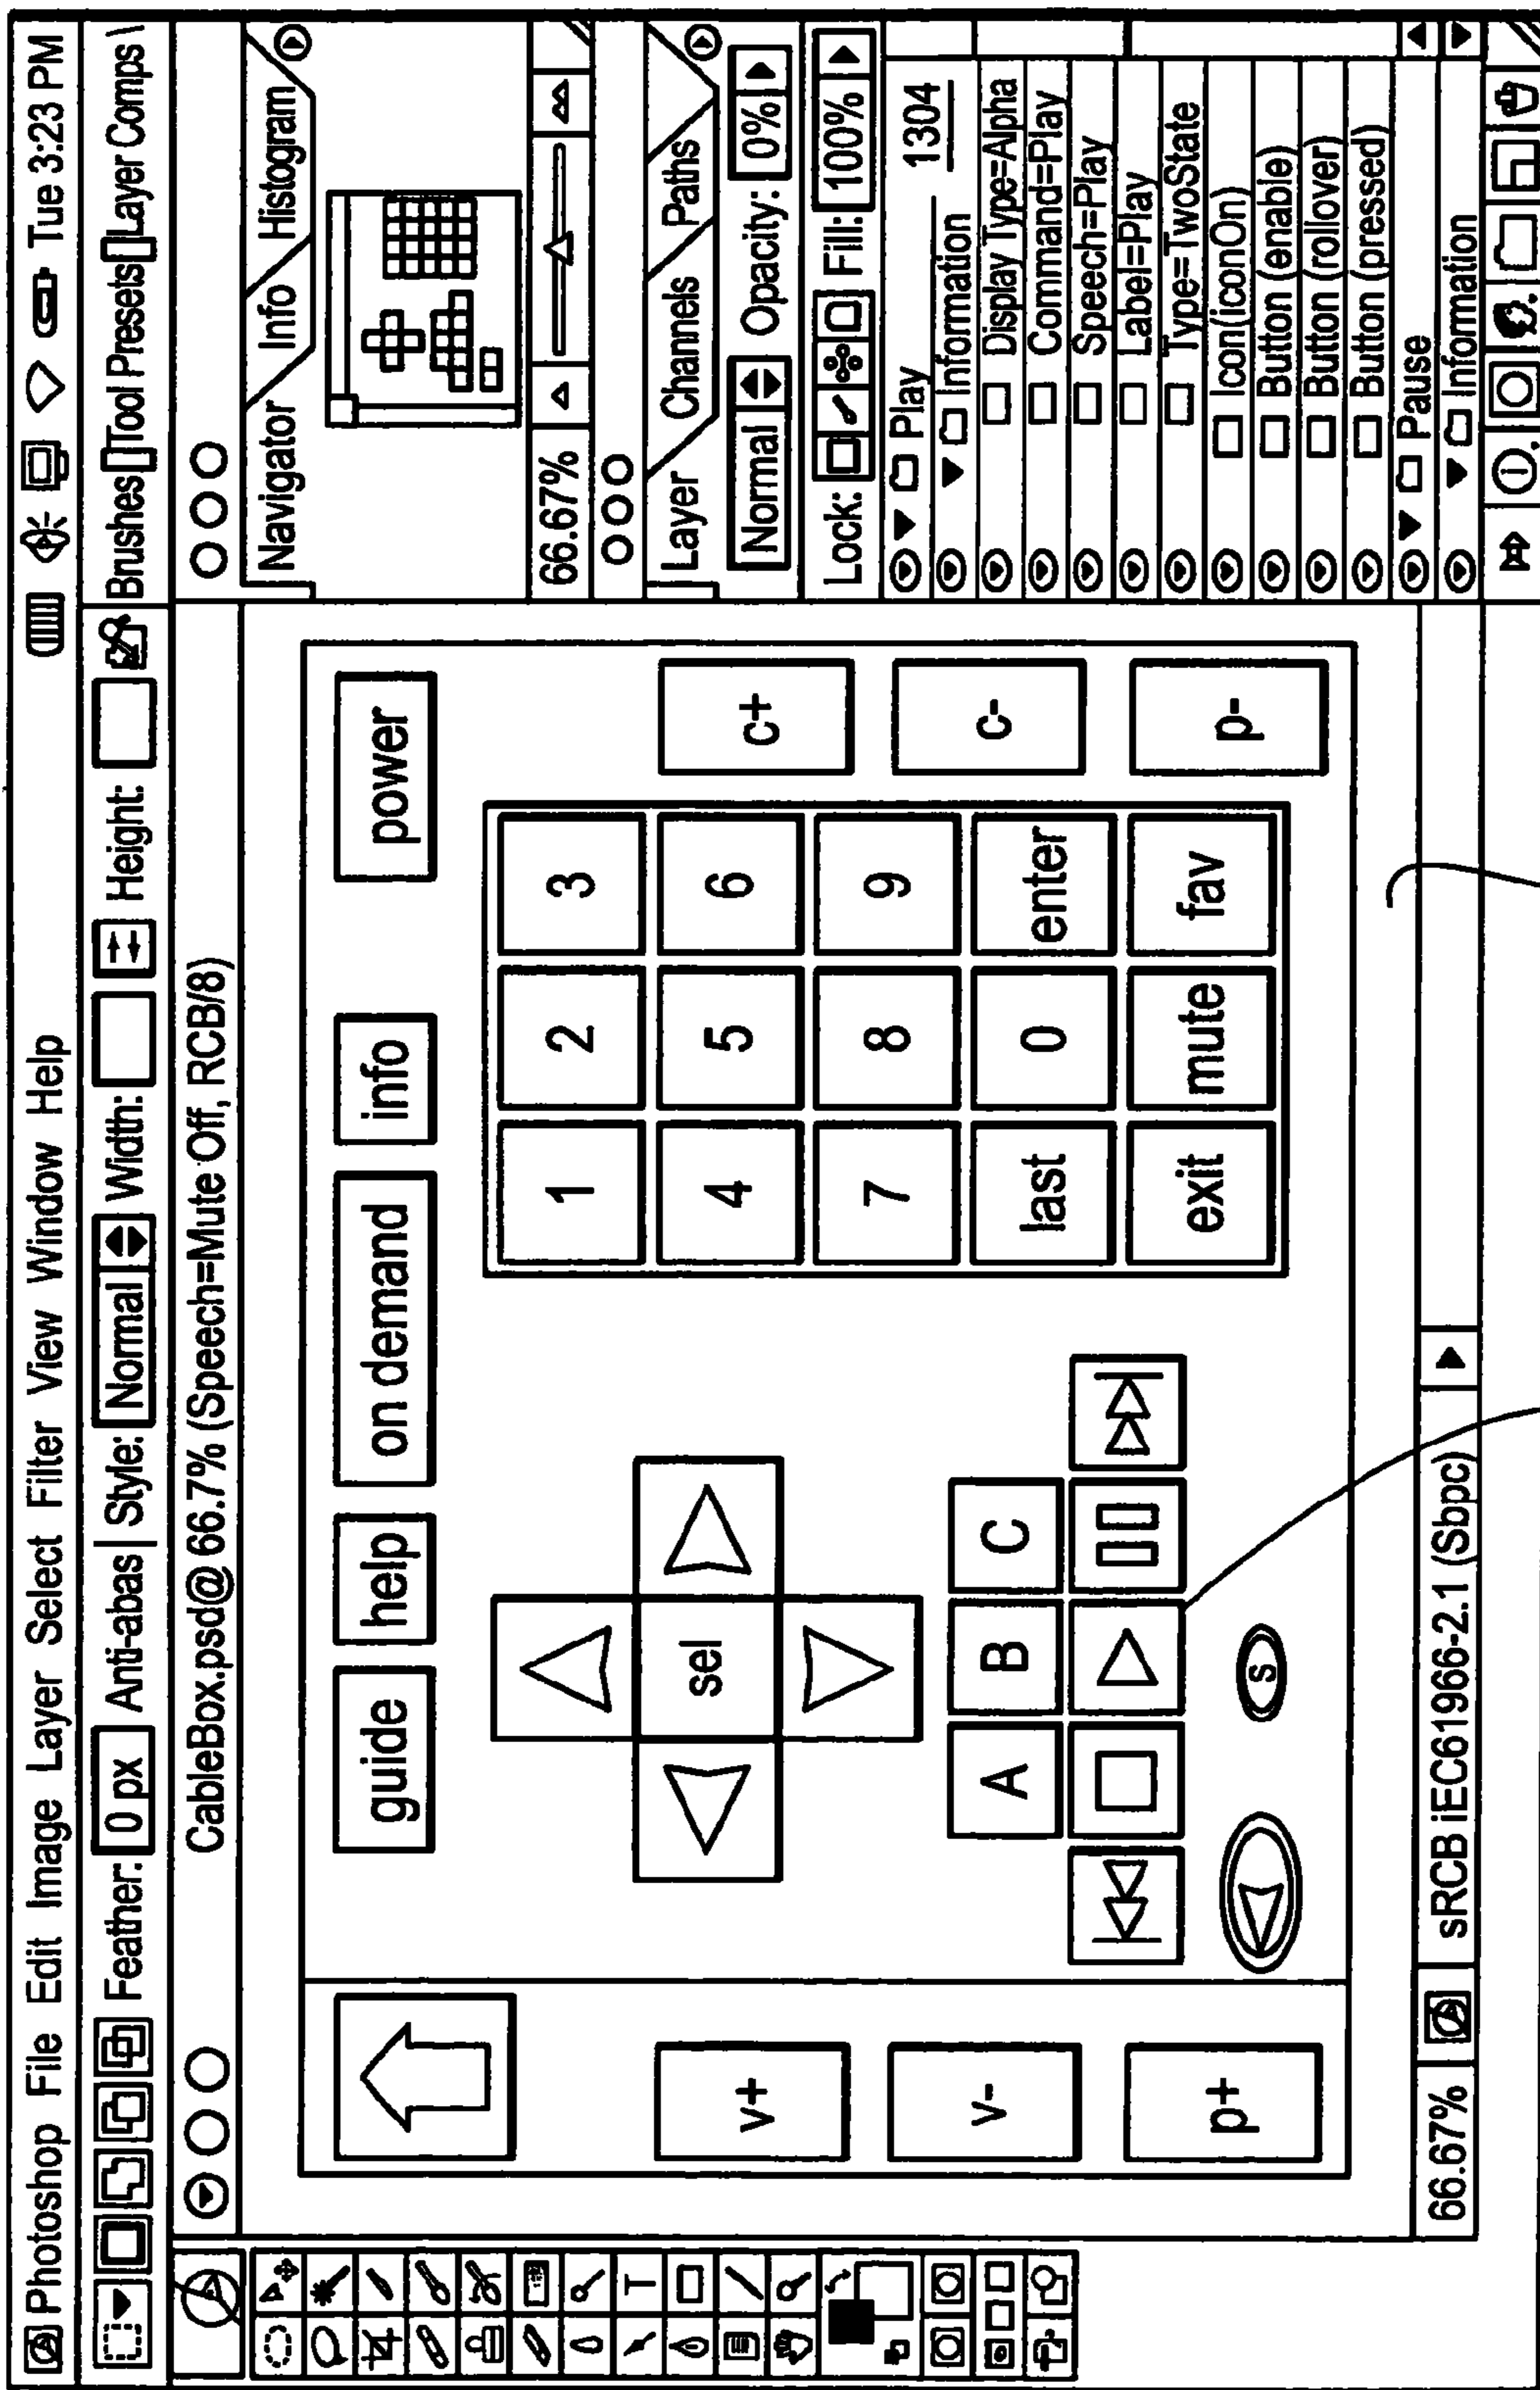 Photoshop File Edit Image Layer Select Filter View Window Help Tue 3:23 PM
Feather: 0 px Anti-abas Style: Normal Width: Height: Brushes Tool Presets Layer Comps \
CableBox.psd@ 66.7% (Speech=Mute Off, RCB/8)
guide help on demand info power
v+
v-
p+
sel
A B C
S
1 2 3
4 5 6
7 8 9
last 0 enter
exit mute fav
c+
c-
p-
66.67% sRCB iEC61966-2.1 (Sbpc)
Navigator Info Histogram
66.67%
Layer Channels Paths
Normal Opacity: 0%
Lock: Fill: 100%
Play
Information 1304
Display Type=Alpha
Command=Play
Speech=Play
Label=Play
Type=TwoState
Icon(iconOn)
Button (enable)
Button (rollover)
Button (pressed)
Pause
Information
T